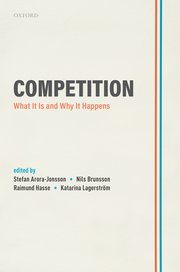 OXFORD
COMPETITION
What It Is and Why It Happens
edited by
Stefan Arora-Jonsson • Nils Brunsson
Raimund Hasse • Katarina Lagerström